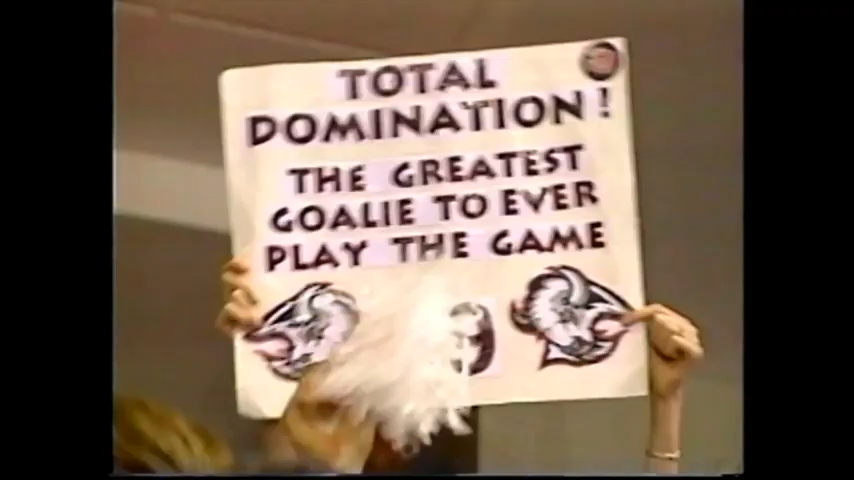 TOTAL
DOMINATION!
THE GREATEST
GOALIE TO EVER
PLAY THE GAME